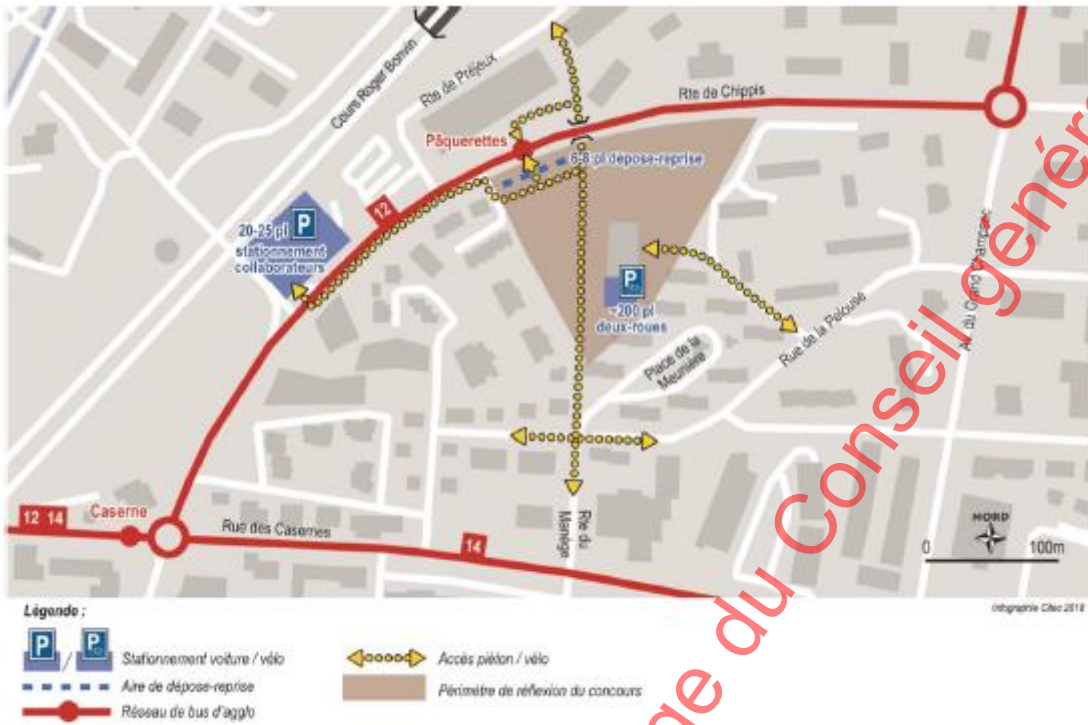 Cours Roger Bonvin
Rte de Préjeux
Rte de Chippis
Pâquerettes
6-8 pl dépose-reprise
12
P
20-25 pl
stationnement
collaborateurs
P
~200 pl
deux-roues
Place de la
Meunière
Rue de la Pelouse
Av du Grand Champsec
12 14
Caserne
Rue des Casernes
14
Rte du
Manège
NORD
0 100m
Infographie Citec 2018
Légende :
P / P Stationnement voiture / vélo
Aire de dépose-reprise
Réseau de bus d'agglo
Accès piéton / vélo
Périmètre de réflexion du concours
ge du Conseil généra